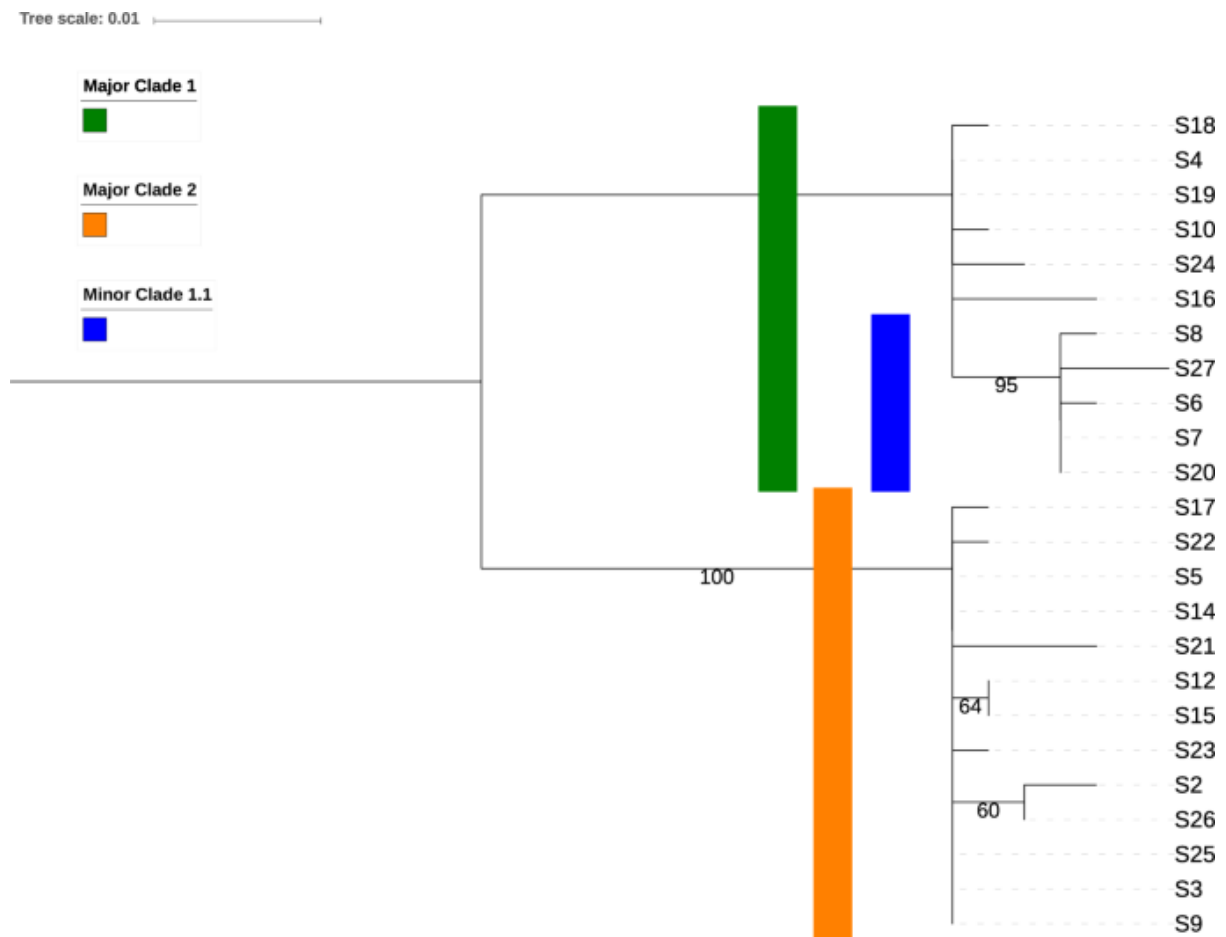 Tree scale: 0.01
Major Clade 1
Major Clade 2
Minor Clade 1.1
S18
S4
S19
S10
S24
S16
S8
S27
95
S6
S7
S20
S17
S22
100
S5
S14
S21
S12
64
S15
S23
S2
60
S26
S25
S3
S9